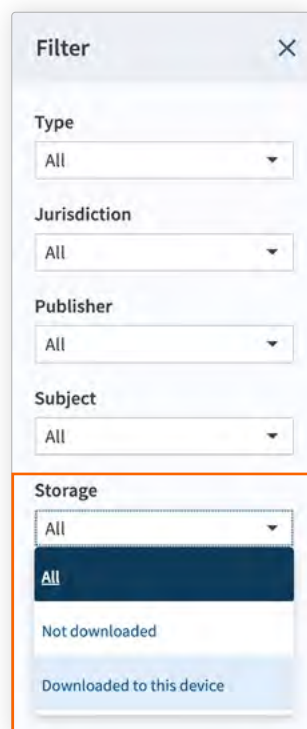 Filter
Type
All
Jurisdiction
All
Publisher
All
Subject
All
Storage
All
All
Not downloaded
Downloaded to this device